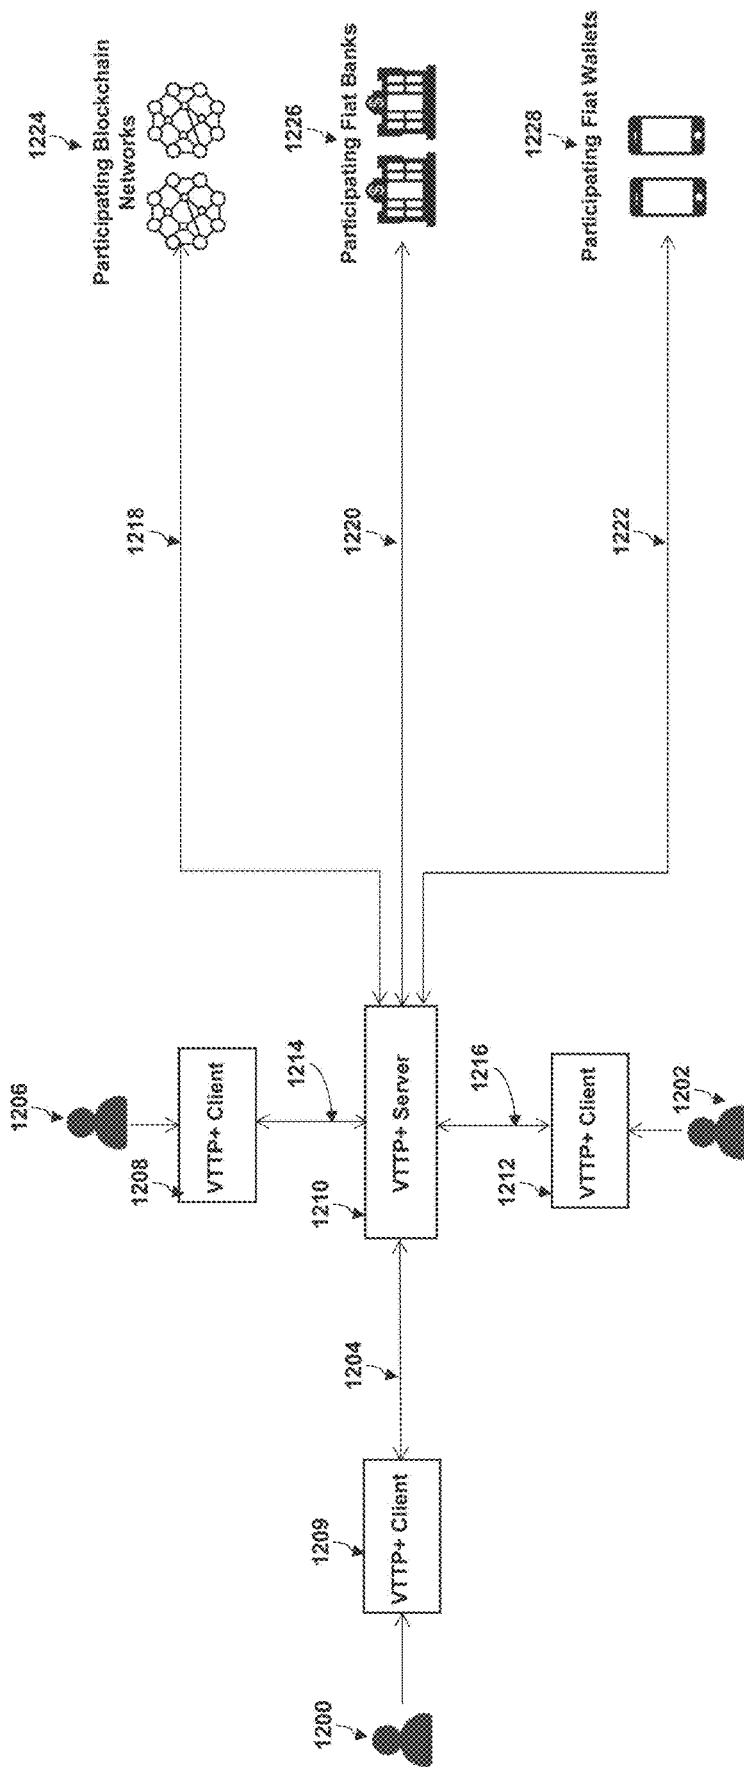 1224
Participating Blockchain
Networks
1226
Participating Fiat Banks
1228
Participating Fiat Wallets
1218
1220
1222
1206
1208
VTTP+ Client
1214
1210
VTTP+ Server
1216
1212
VTTP+ Client
1202
1204
1209
VTTP+ Client
1200